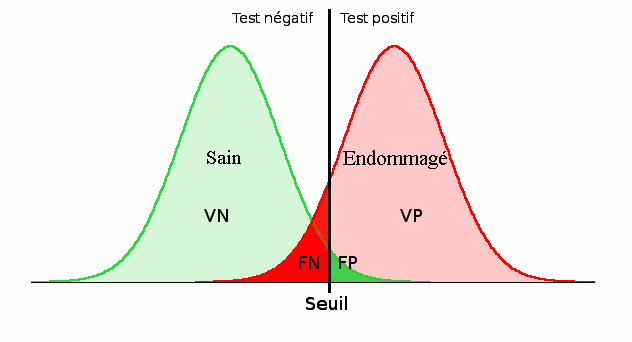 Test négatif
Test positif
Sain
Endommagé
VN
VP
FN
FP
Seuil